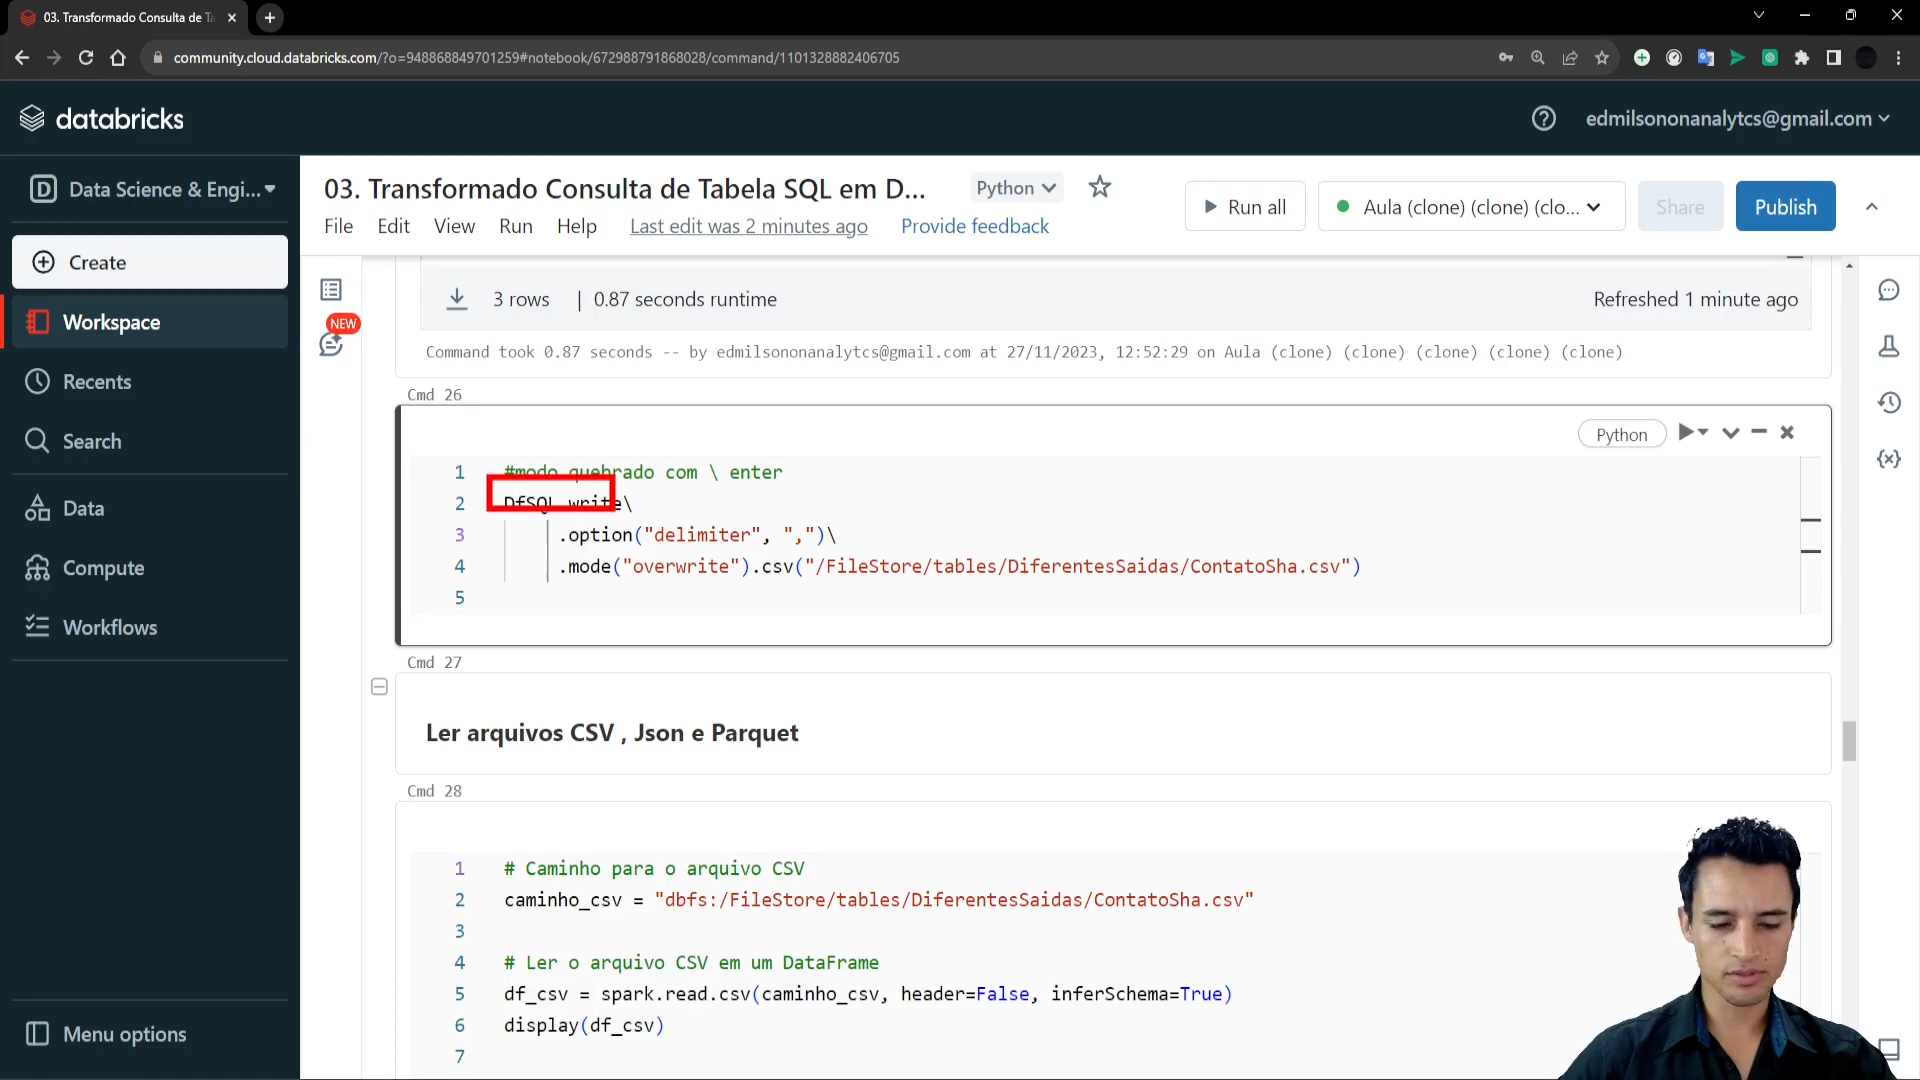 03. Transformado Consulta de Ta
community.cloud.databricks.com/?o=948868849701259#notebook/672988791868028/command/1101328882406705
databricks
edmilsononanalytcs@gmail.com
D Data Science & Engi...
03. Transformado Consulta de Tabela SQL em D...
Python
Run all
Aula (clone) (clone) (clo...
Share
Publish
File Edit View Run Help Last edit was 2 minutes ago Provide feedback
Create
Workspace
Recents
Search
Data
Compute
Workflows
Menu options
NEW
3 rows | 0.87 seconds runtime
Refreshed 1 minute ago
Command took 0.87 seconds -- by edmilsononanalytcs@gmail.com at 27/11/2023, 12:52:29 on Aula (clone) (clone) (clone) (clone) (clone)
Cmd 26
Python
1 #modo quebrado com \ enter
2 DfSQL.write\
3 .option("delimiter", ",")\
4 .mode("overwrite").csv("/FileStore/tables/DiferentesSaidas/ContatoSha.csv")
5
Cmd 27
Ler arquivos CSV , Json e Parquet
Cmd 28
1 # Caminho para o arquivo CSV
2 caminho_csv = "dbfs:/FileStore/tables/DiferentesSaidas/ContatoSha.csv"
3
4 # Ler o arquivo CSV em um DataFrame
5 df_csv = spark.read.csv(caminho_csv, header=False, inferSchema=True)
6 display(df_csv)
7